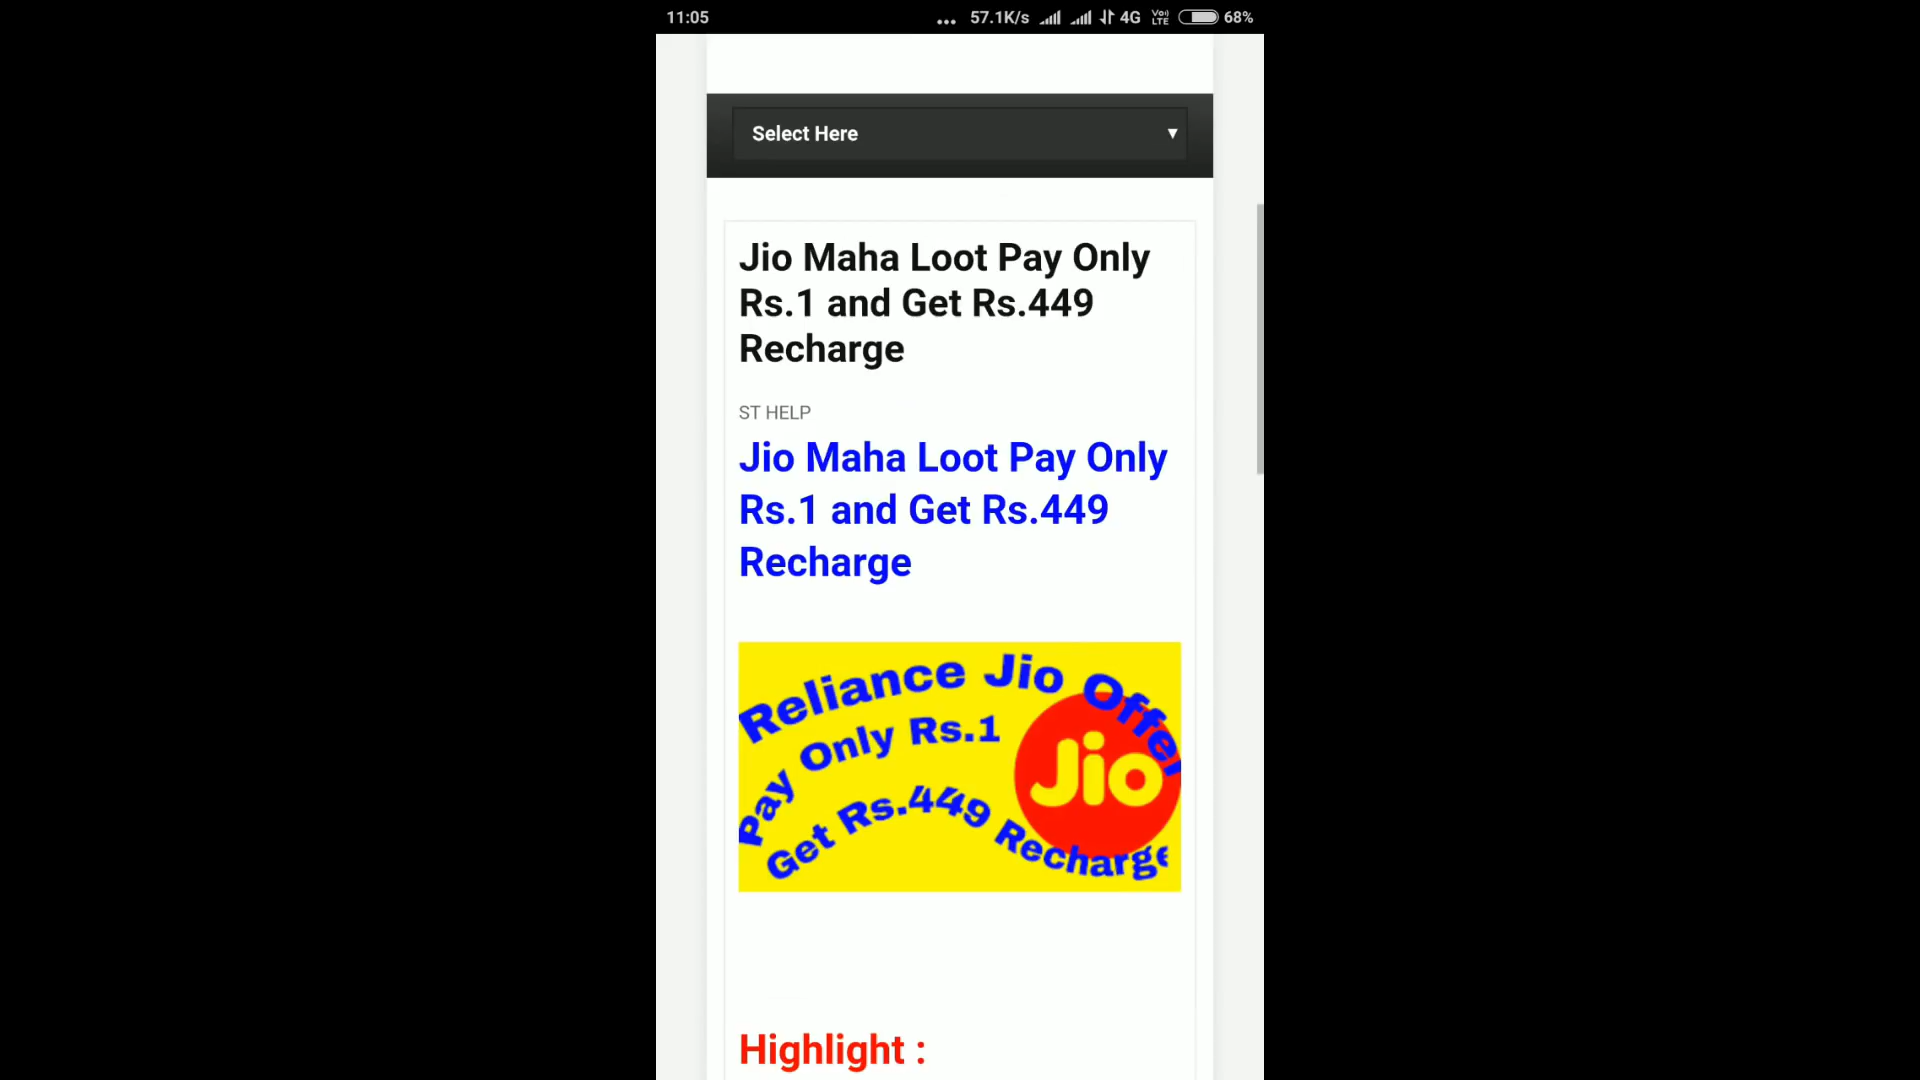 11:05 ... 57.1K/s 4G VoLTE 68%
Select Here
Jio Maha Loot Pay Only
Rs.1 and Get Rs.449
Recharge
ST HELP
Jio Maha Loot Pay Only
Rs.1 and Get Rs.449
Recharge
Reliance Jio Offer
Pay Only Rs.1
Jio
Get Rs.449 Recharge
Highlight :